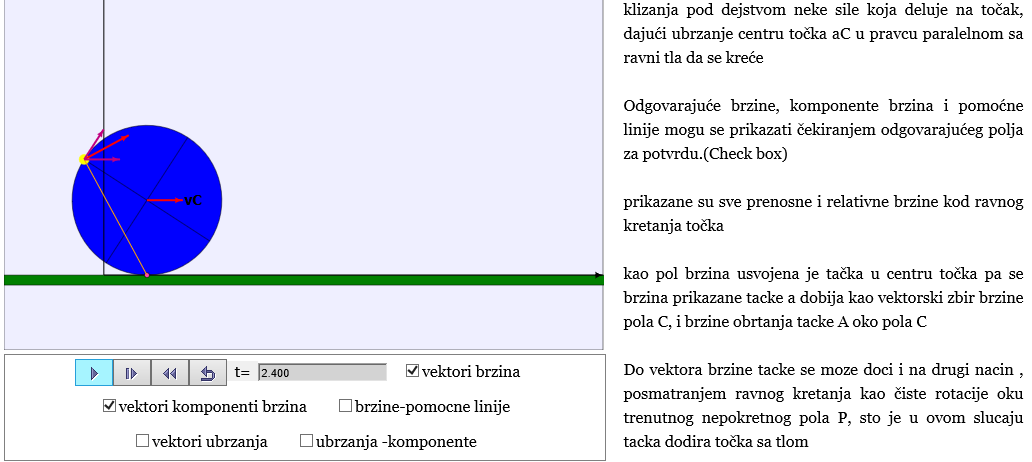 klizanja pod dejstvom neke sile koja deluje na točak,
dajući ubrzanje centru točka aC u pravcu paralelnom sa
ravni tla da se kreće
Odgovarajuće brzine, komponente brzina i pomoćne
linije mogu se prikazati čekiranjem odgovarajućeg polja
za potvrdu.(Check box)
prikazane su sve prenosne i relativne brzine kod ravnog
kretanja točka
kao pol brzina usvojena je tačka u centru točka pa se
brzina prikazane tacke a dobija kao vektorski zbir brzine
pola C, i brzine obrtanja tacke A oko pola C
Do vektora brzine tacke se moze doci i na drugi nacin ,
posmatranjem ravnog kretanja kao čiste rotacije oku
trenutnog nepokretnog pola P, sto je u ovom slucaju
tacka dodira točka sa tlom
vC
t= 2.400 vektori brzina
vektori komponenti brzina brzine-pomocne linije
vektori ubrzanja ubrzanja -komponente